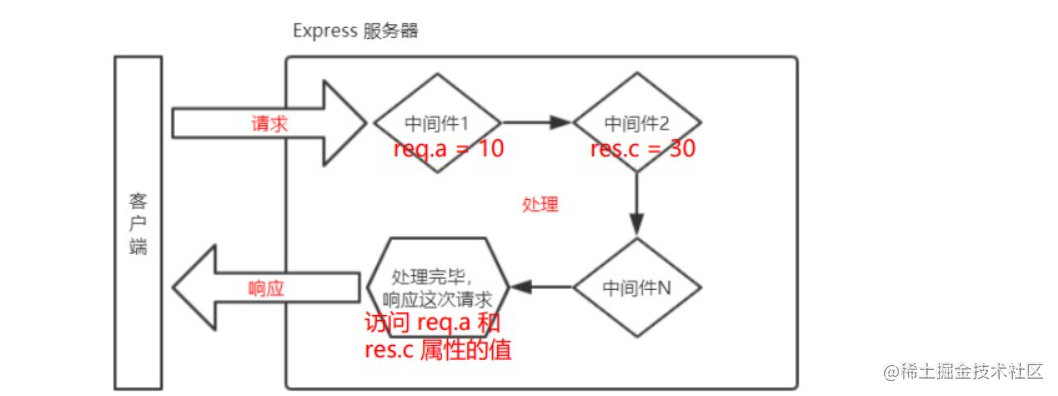 Express 服务器
客
户
端
请求
中间件1
req.a = 10
中间件2
res.c = 30
处理
中间件N
处理完毕，
响应这次请求
访问 req.a 和
res.c 属性的值
响应
@稀土掘金技术社区